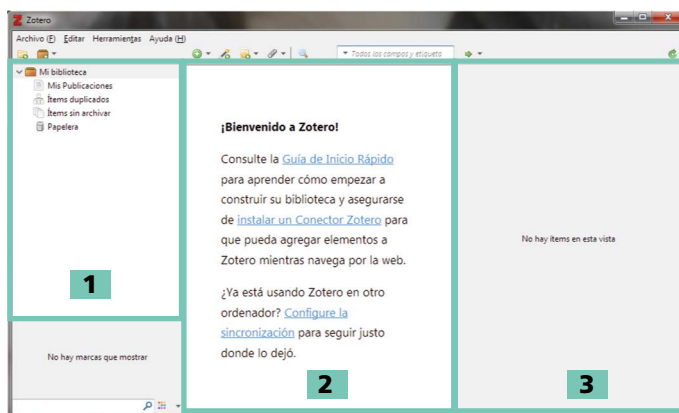 Zotero
Archivo (F) Editar Herramientas Ayuda (H)
Todos los campos y etiquets
Mi biblioteca
Mis Publicaciones
Ítems duplicados
Ítems sin archivar
Papelera
1
No hay marcas que mostrar
¡Bienvenido a Zotero!
Consulte la Guía de Inicio Rápido
para aprender cómo empezar a
construir su biblioteca y asegurarse
de instalar un Conector Zotero para
que pueda agregar elementos a
Zotero mientras navega por la web.
¿Ya está usando Zotero en otro
ordenador? Configure la
sincronización para seguir justo
donde lo dejó.
2
No hay ítems en esta vista
3